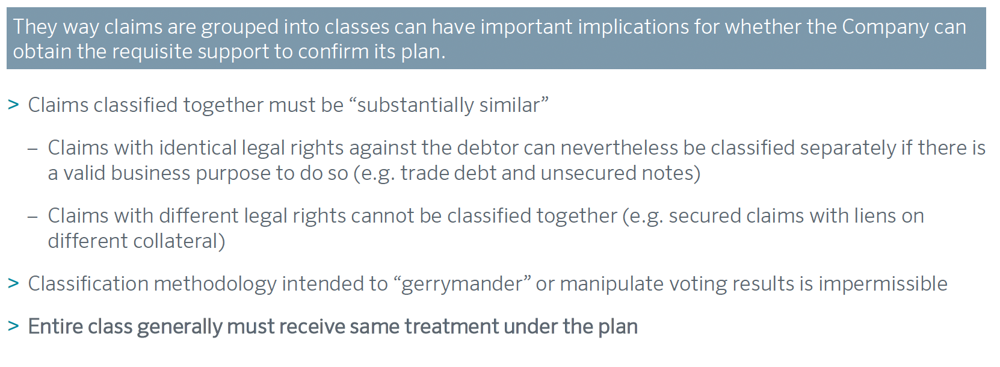 They way claims are grouped into classes can have important implications for whether the Company can
obtain the requisite support to confirm its plan.
> Claims classified together must be “substantially similar”
– Claims with identical legal rights against the debtor can nevertheless be classified separately if there is
a valid business purpose to do so (e.g. trade debt and unsecured notes)
– Claims with different legal rights cannot be classified together (e.g. secured claims with liens on
different collateral)
> Classification methodology intended to “gerrymander” or manipulate voting results is impermissible
> Entire class generally must receive same treatment under the plan